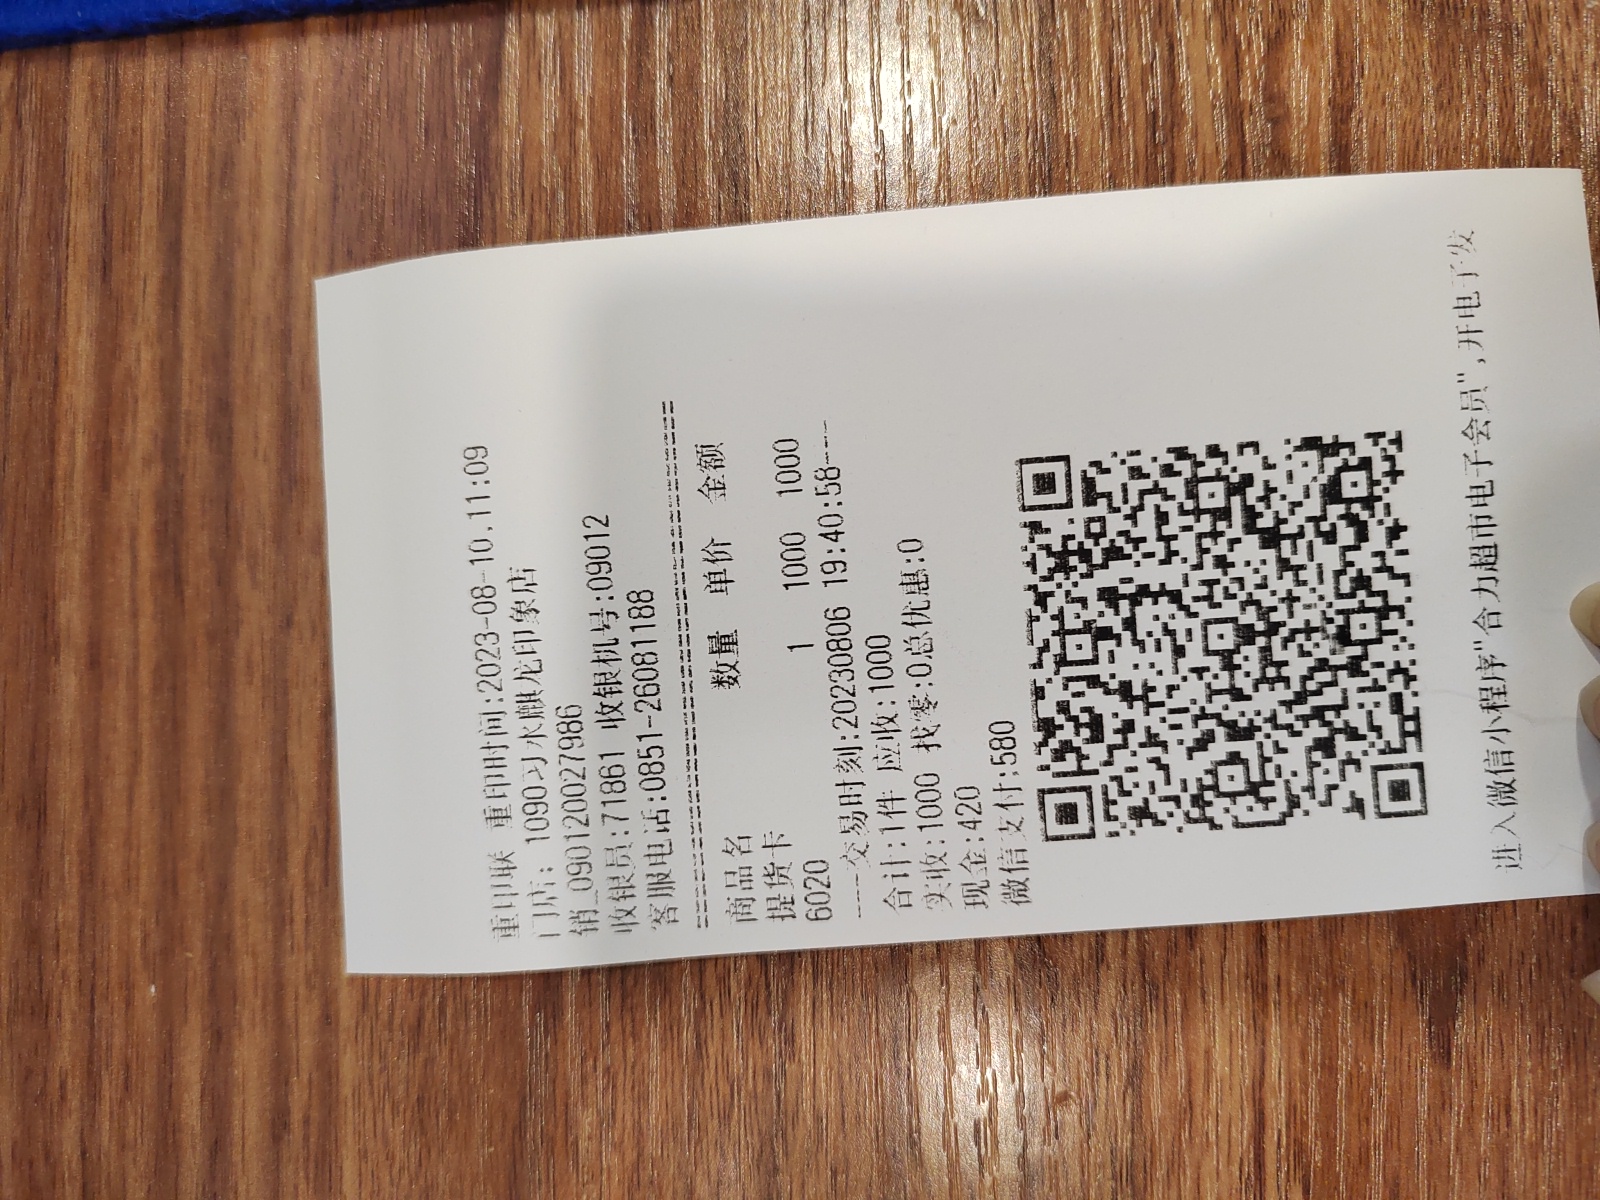 重印联 重印时间:2023-08-10.11:09
门店: 1090习水麒龙印象店
销_090120027986
收银员:71861 收银机号:09012
客服电话:0851-26081188
商品名 数量 单价 金额
提货卡
6020 1 1000 1000
----交易时刻:20230806 19:40:58----
合计:1件 应收:1000
实收:1000 找零:0总优惠:0
现金:420
微信支付:580
进入微信小程序"合力超市电子会员",开电子发